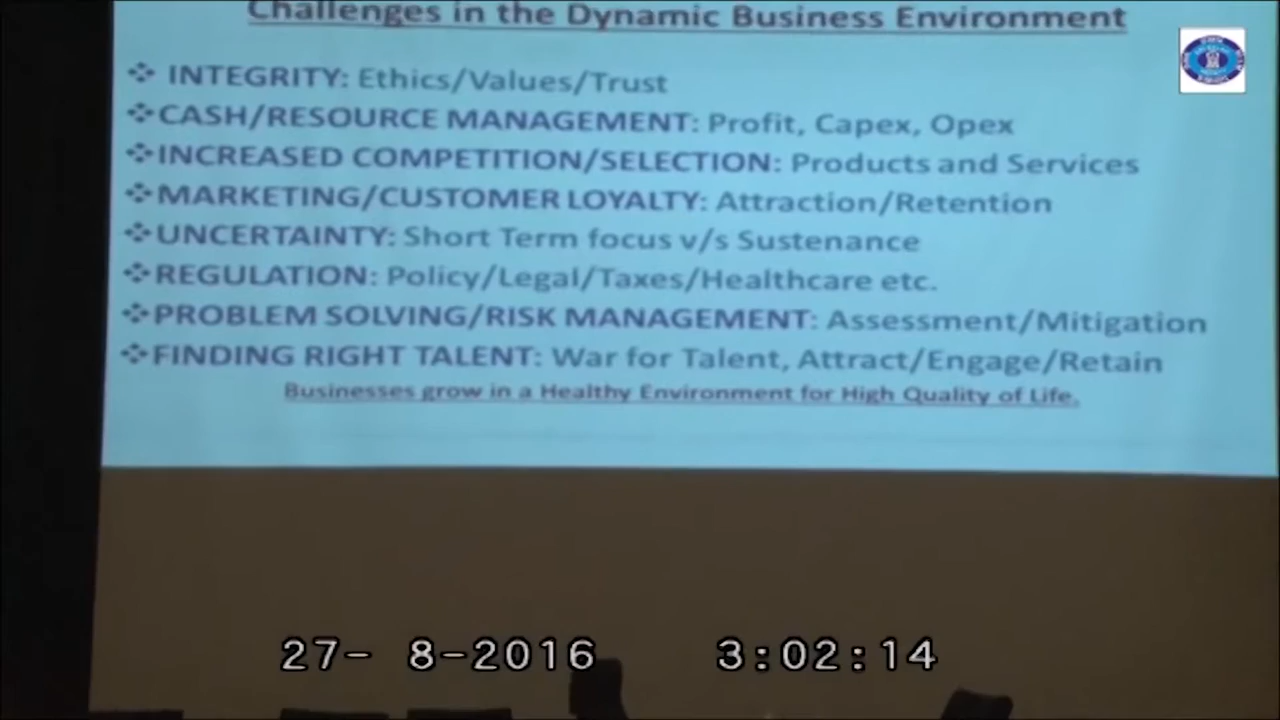 Challenges in the Dynamic Business Environment
❖ INTEGRITY: Ethics/Values/Trust
❖CASH/RESOURCE MANAGEMENT: Profit, Capex, Opex
❖INCREASED COMPETITION/SELECTION: Products and Services
❖MARKETING/CUSTOMER LOYALTY: Attraction/Retention
❖UNCERTAINTY: Short Term focus v/s Sustenance
❖REGULATION: Policy/Legal/Taxes/Healthcare etc.
❖PROBLEM SOLVING/RISK MANAGEMENT: Assessment/Mitigation
❖FINDING RIGHT TALENT: War for Talent, Attract/Engage/Retain
Businesses grow in a Healthy Environment for High Quality of Life.
27- 8-2016 3:02:14